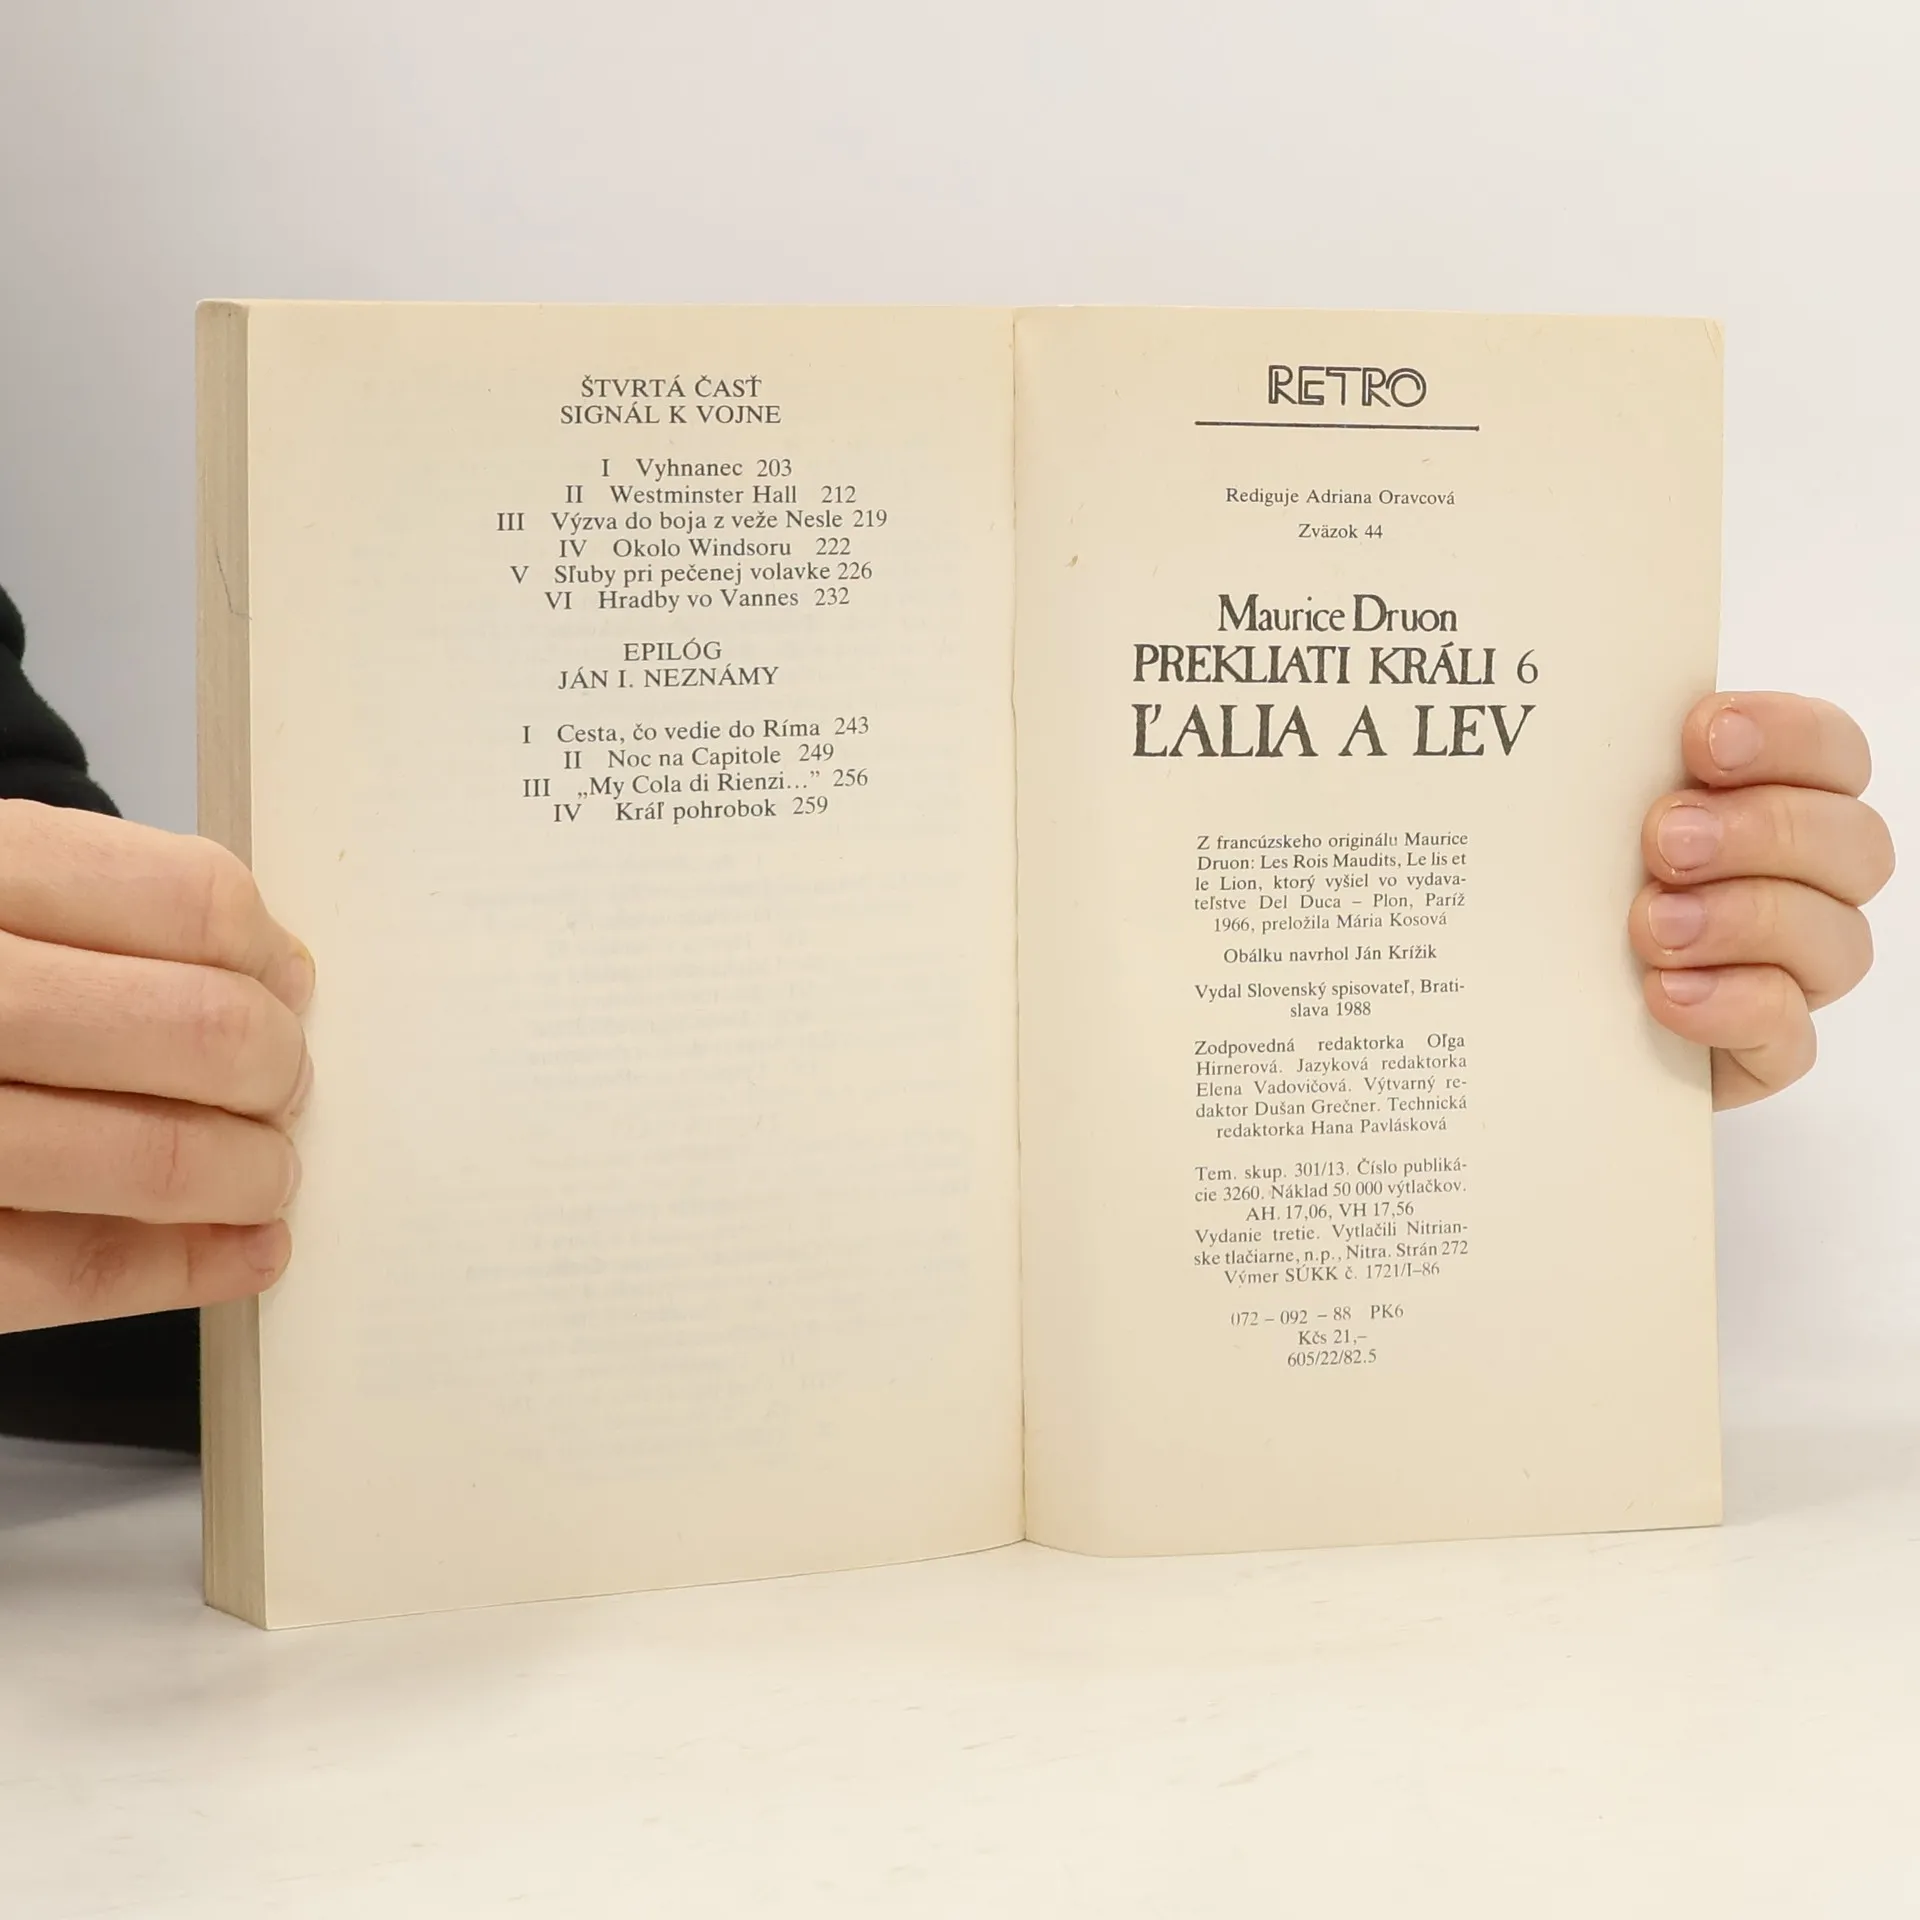 ŠTVRTÁ ČASŤ
SIGNÁL K VOJNE
I Vyhnanec 203
II Westminster Hall 212
III Výzva do boja z veže Nesle 219
IV Okolo Windsoru 222
V Sľuby pri pečenej volavke 226
VI Hradby vo Vannes 232
EPILÓG
JÁN I. NEZNÁMY
I Cesta, čo vedie do Ríma 243
II Noc na Capitole 249
III „My Cola di Rienzi...” 256
IV Kráľ pohrobok 259
RETRO
Rediguje Adriana Oravcová
Zväzok 44
Maurice Druon
PREKLIATI KRÁLI 6
ĽALIA A LEV
Z francúzskeho originálu Maurice
Druon: Les Rois Maudits, Le lis et
le Lion, ktorý vyšiel vo vydava-
teľstve Del Duca – Plon, Paríž
1966, preložila Mária Kosová
Obálku navrhol Ján Krížik
Vydal Slovenský spisovateľ, Brati-
slava 1988
Zodpovedná redaktorka Oľga
Hirnerová. Jazyková redaktorka
Elena Vadovičová. Výtvarný re-
daktor Dušan Grečner. Technická
redaktorka Hana Pavlásková
Tem. skup. 301/13. Číslo publiká-
cie 3260. Náklad 50 000 výtlačkov.
AH. 17,06, VH 17,56
Vydanie tretie. Vytlačili Nitrian-
ske tlačiarne, n.p., Nitra. Strán 272
Výmer SÚKK č. 1721/I–86
072 – 092 – 88 PK6
Kčs 21,–
605/22/82.5